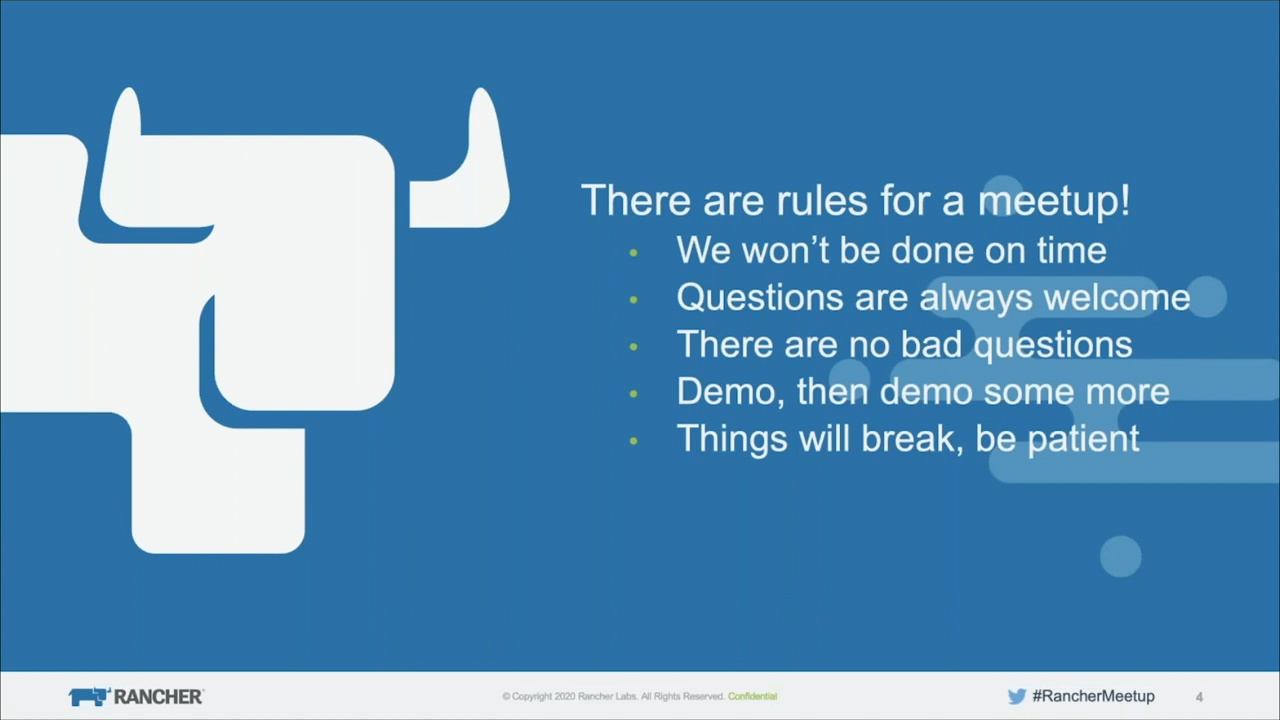 There are rules for a meetup!
• We won’t be done on time
• Questions are always welcome
• There are no bad questions
• Demo, then demo some more
• Things will break, be patient
RANCHER
© Copyright 2020 Rancher Labs. All Rights Reserved. Confidential
#RancherMeetup
4